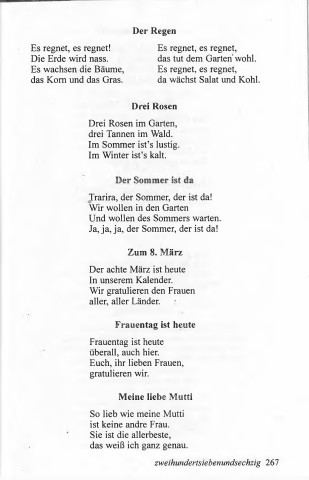 Der Regen
Es regnet, es regnet!
Die Erde wird nass.
Es wachsen die Bäume,
das Korn und das Gras.
Es regnet, es regnet,
das tut dem Garten wohl.
Es regnet, es regnet,
da wächst Salat und Kohl.
Drei Rosen
Drei Rosen im Garten,
drei Tannen im Wald.
Im Sommer ist's lustig.
Im Winter ist's kalt.
Der Sommer ist da
Trarira, der Sommer, der ist da!
Wir wollen in den Garten
Und wollen des Sommers warten.
Ja, ja, ja, der Sommer, der ist da!
Zum 8. März
Der achte März ist heute
In unserem Kalender.
Wir gratulieren den Frauen
aller, aller Länder.
Frauentag ist heute
Frauentag ist heute
überall, auch hier.
Euch, ihr lieben Frauen,
gratulieren wir.
Meine liebe Mutti
So lieb wie meine Mutti
ist keine andre Frau.
Sie ist die allerbeste,
das weiß ich ganz genau.
zweihundertsiebenundsechzig 267